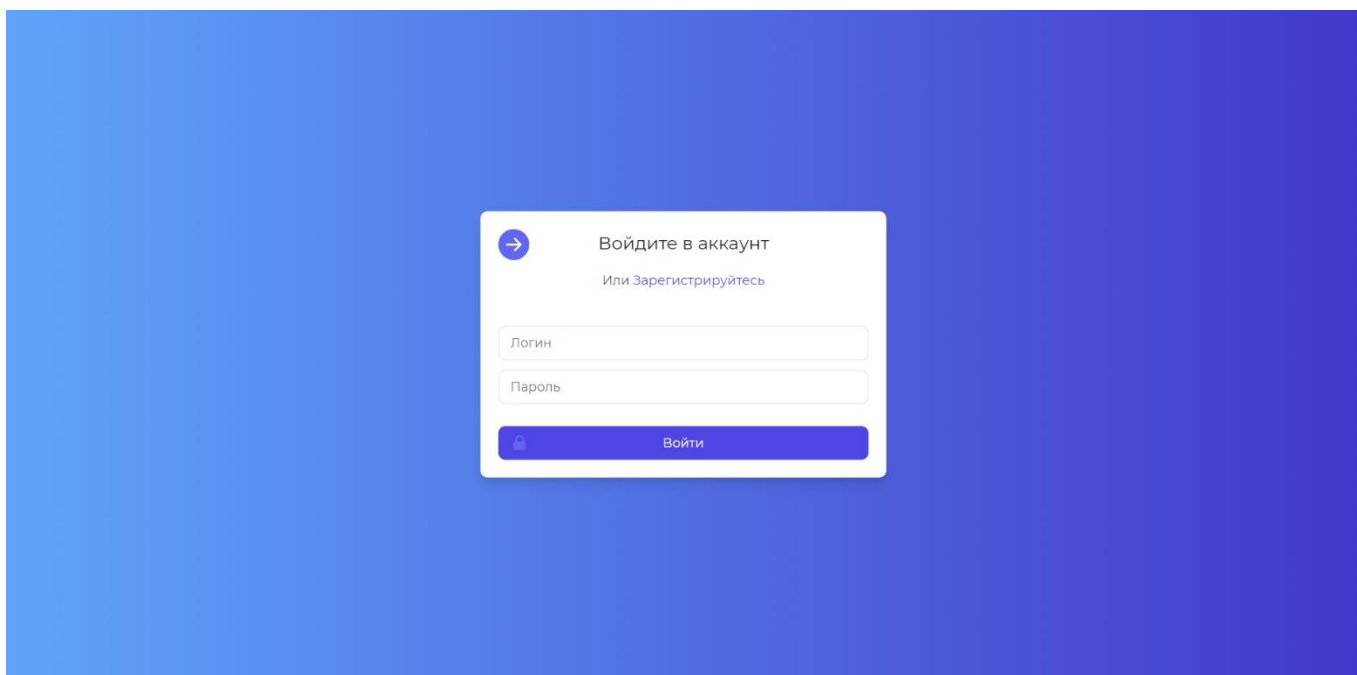 Войдите в аккаунт
Или Зарегистрируйтесь
Логин
Пароль
Войти